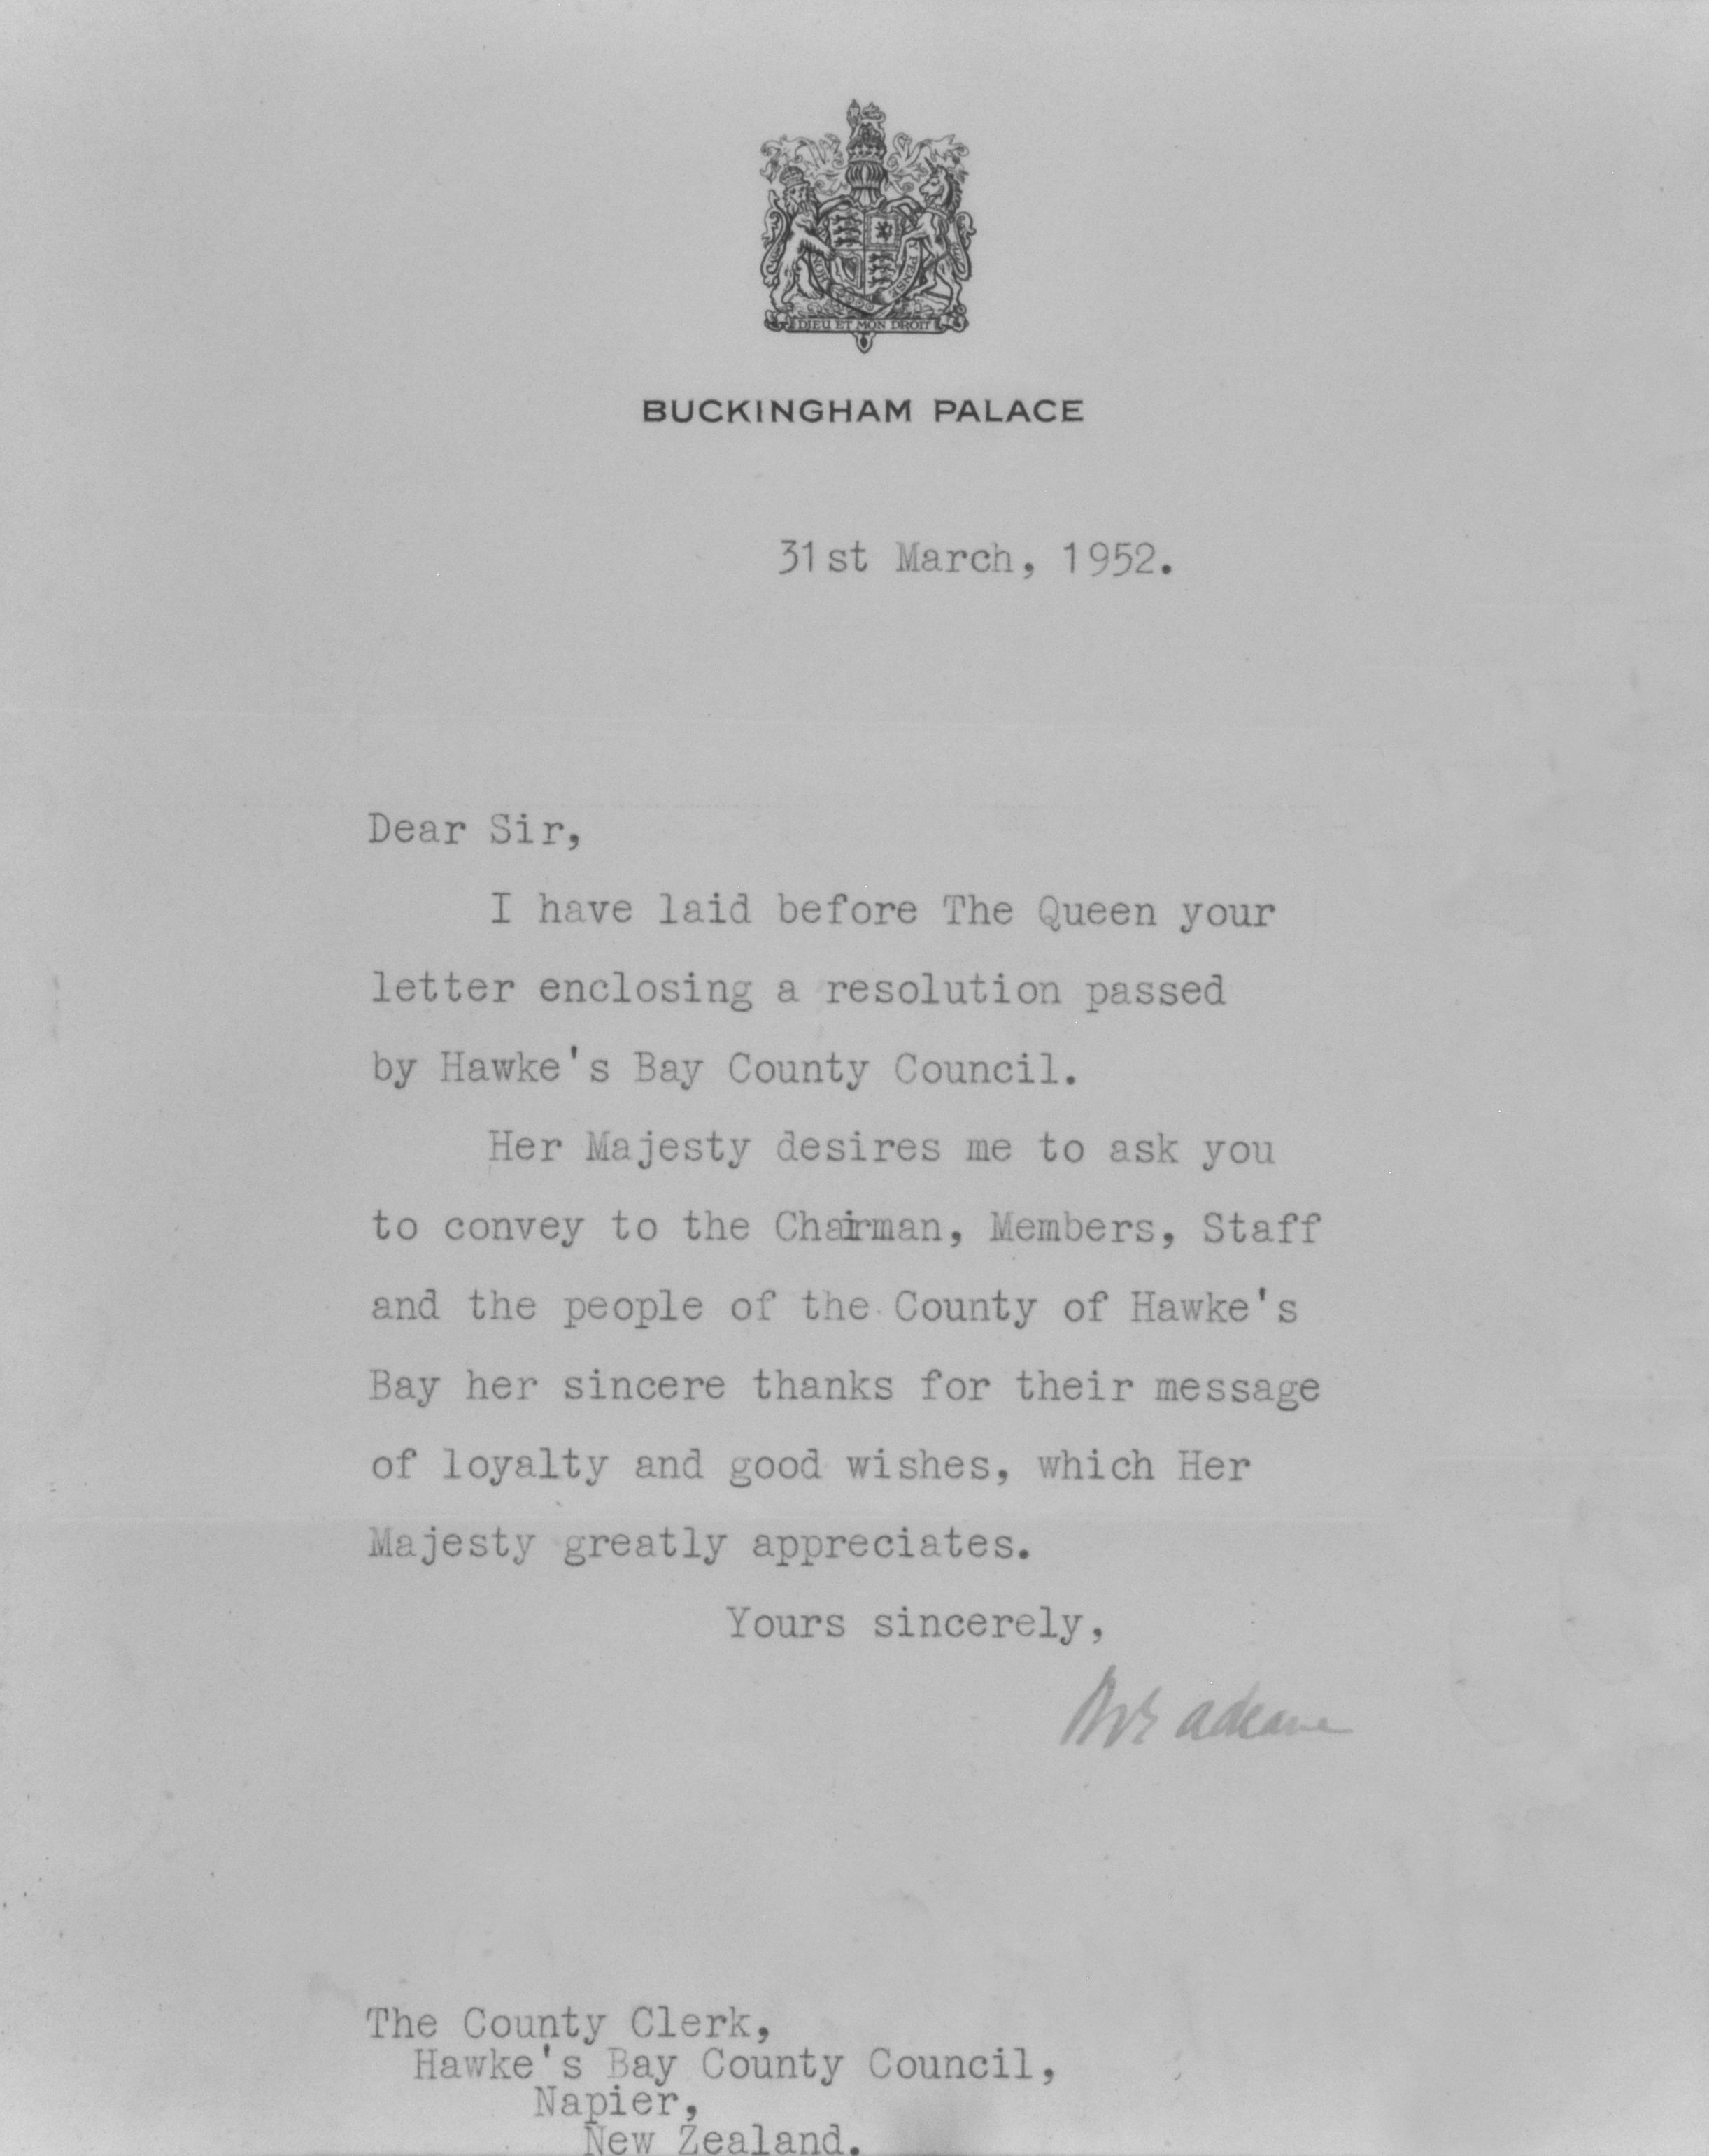 DIEU ET MON DROIT
BUCKINGHAM PALACE
31st March, 1952.
Dear Sir,
I have laid before The Queen your
letter enclosing a resolution passed
by Hawke's Bay County Council.
Her Majesty desires me to ask you
to convey to the Chairman, Members, Staff
and the people of the County of Hawke's
Bay her sincere thanks for their message
of loyalty and good wishes, which Her
Majesty greatly appreciates.
Yours sincerely,
adeane
The County Clerk,
Hawke's Bay County Council,
Napier,
New Zealand.